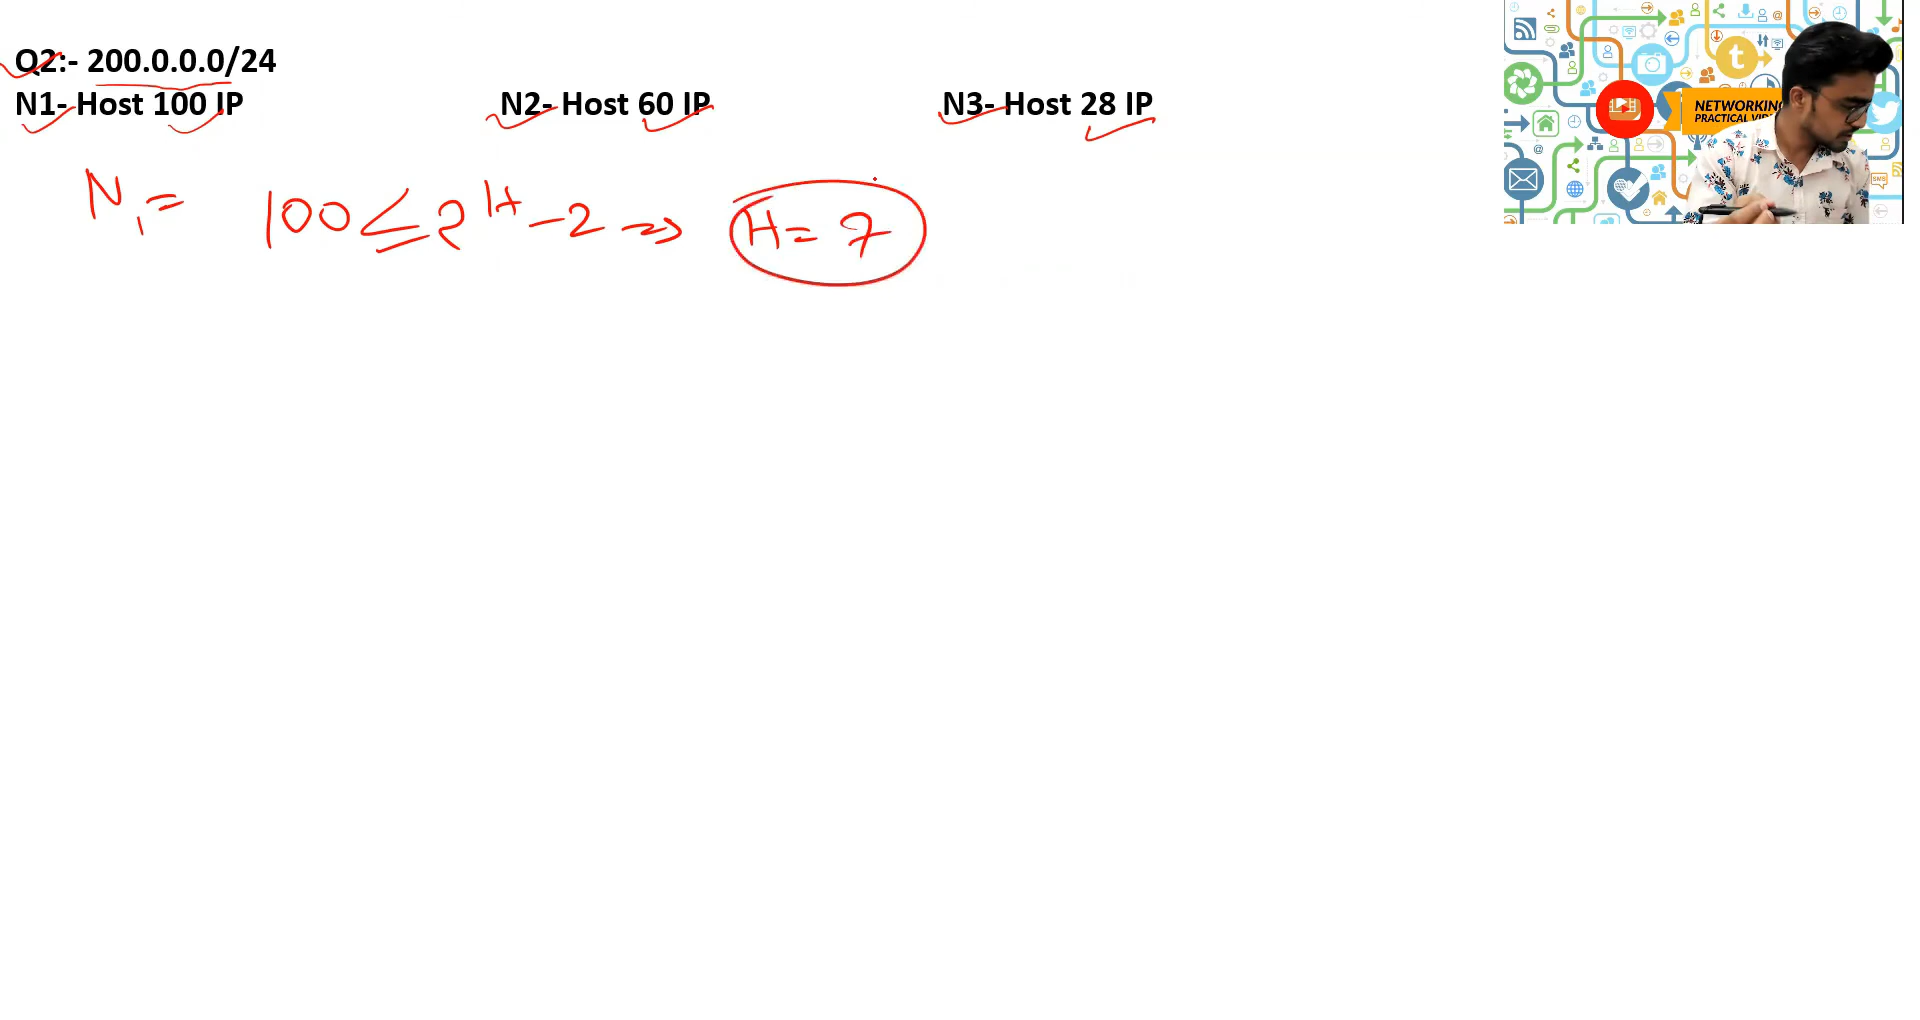 Q2:- 200.0.0.0/24
N1- Host 100 IP N2- Host 60 IP N3- Host 28 IP
N₁ = 100 ≤ 2^H - 2 ⇒ H = 7
NETWORKING
PRACTICAL
t
SMS